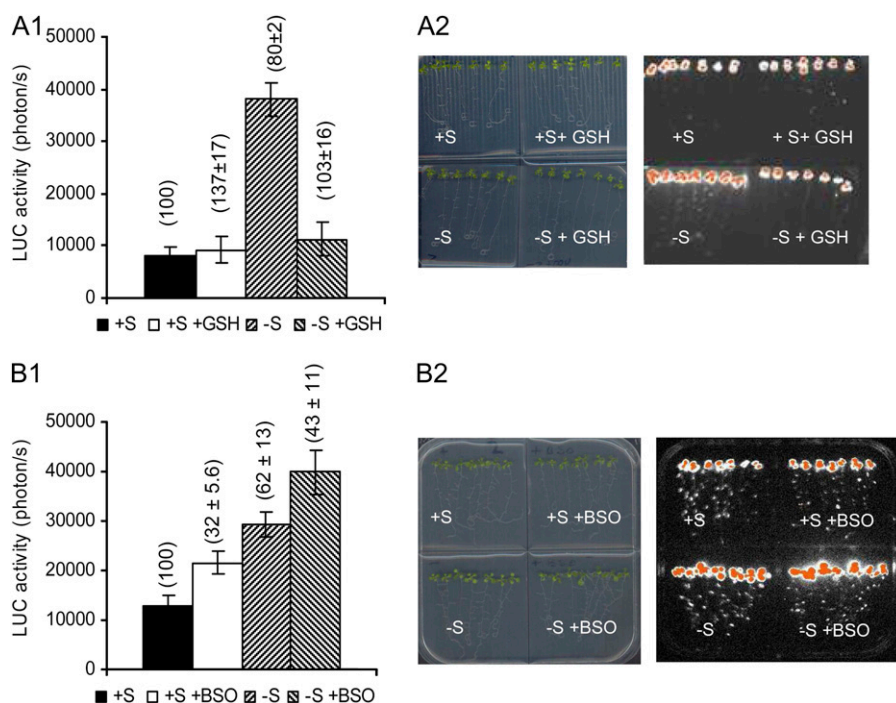 A1
LUC activity (photon/s)
50000
40000
30000
20000
10000
0
(100)
(137±17)
(80±2)
(103±16)
+S +S +GSH -S -S +GSH
A2
+S +S+ GSH
-S -S + GSH
+S + S+ GSH
-S -S + GSH
B1
LUC activity (photon/s)
50000
40000
30000
20000
10000
0
(100)
(32 ± 5.6)
(62 ± 13)
(43 ± 11)
+S +S +BSO -S -S +BSO
B2
+S +S +BSO
-S -S +BSO
+S +S +BSO
-S -S +BSO